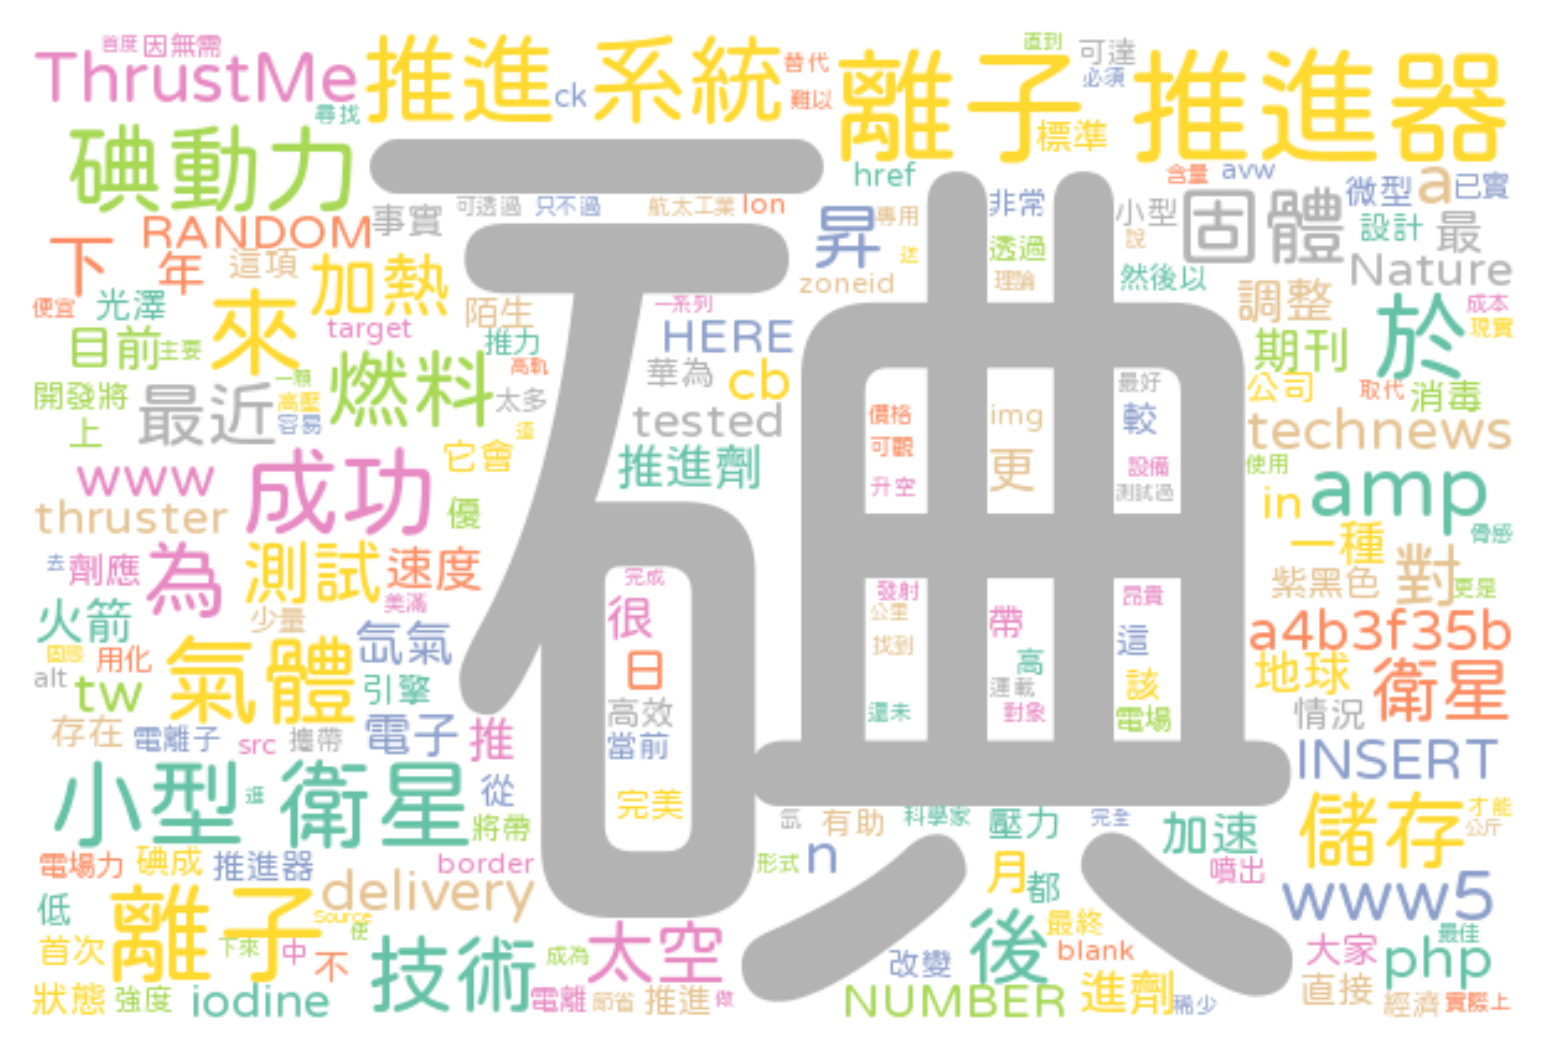 首度 因無需
ThrustMe 推進系統 離子推進器
尋找 ck 替代 難以 直到 可達 必須 標準
碘動力 碘 href 含量 avw a 已實
RANDOM 事實 可透過 只不過 航太工業 Ion 昇 專用 非常 小型 固體 微型 設計 最
下 年 這項 加熱 送 透過 說 Nature
便宜 光澤 來 陌生 一系列 zoneid 理論 然後以 調整 於 成本
目前 主要 target 推力 HERE 期刊 現實
開發將 一顆 燃料 高軌 華為 cb 最好 公司 取代 消毒
上 最近 高壓 容易 太多 tested 價格 img 較 technews
www 成功 它會 道 推進劑 可觀 更 設備 使用 amp
thruster 優 升空 測試過 in 骨感
去 劑應 為 測試 速度 完成 一種 紫黑色 對 更是
火箭 少量 美滿 很 發射 公里 帶 昂貴 a4b3f35b
固態 用化 氣體 氙氣 日 找到 高 這 地球 衛星
alt tw 引擎 高效 還未 運載 對象 該 電場 情況
存在 電離子 src 攜帶 電子 推 當前 INSERT
小型衛星 進 從 完美 氙 有助 科學家 壓力 完全 加速 儲存 才能 公斤
將帶
電場力 碘成 推進器 border 形式 n 月 都 噴出 www5
低 離子 delivery Source 便 後 最終
首次 下來 中 不 技術 成為 太空 改變 blank 大家 php 最佳
狀態 強度 iodine 電離 節省 推進 做 NUMBER 進劑 稀少 直接 經濟 實際上